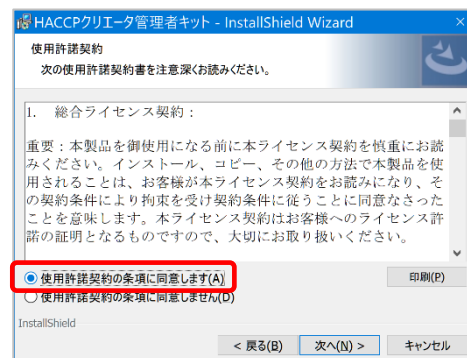 HACCPクリエータ管理者キット - InstallShield Wizard
使用許諾契約
次の使用許諾契約書を注意深くお読みください。
1. 総合ライセンス契約：
重要：本製品を御使用になる前に本ライセンス契約を慎重にお読
みください。インストール、コピー、その他の方法で本製品を使
用されることは、お客様が本ライセンス契約をお読みになり、そ
の契約条件により拘束を受け契約条件に従うことに同意なさった
ことを意味します。本ライセンス契約はお客様へのライセンス許
諾の証明となるものですので、大切にお取り扱いください。
使用許諾契約の条項に同意します(A)
印刷(P)
使用許諾契約の条項に同意しません(D)
InstallShield
< 戻る(B) 次へ(N) > キャンセル